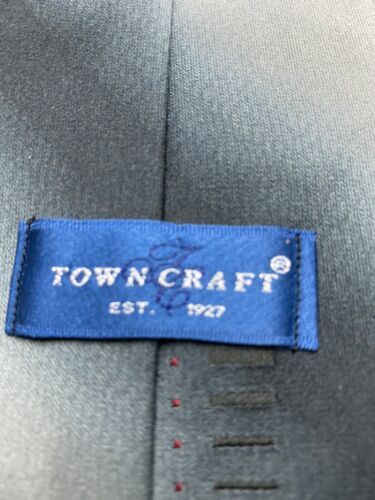 TOWN CRAFT®
EST. 1927